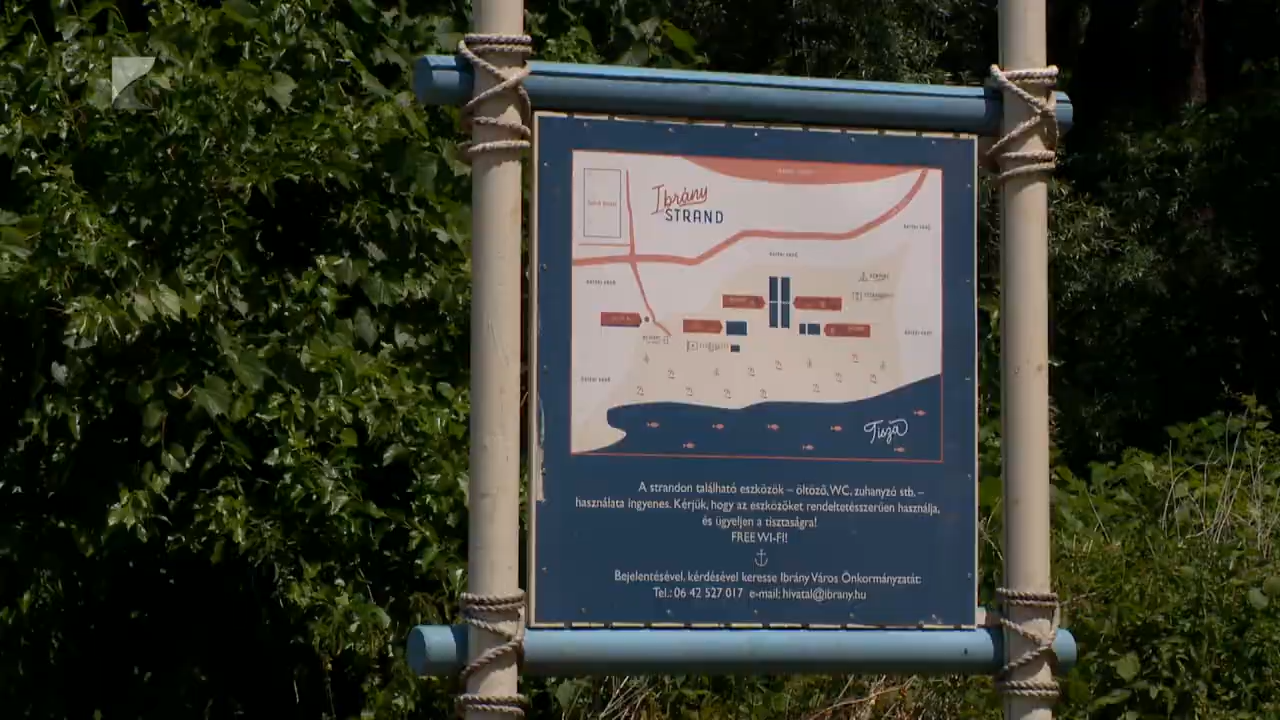 Ibrány
STRAND
Tisza
A strandon található eszközök – öltöző, WC, zuhanyzó stb. –
használata ingyenes. Kérjük, hogy az eszközöket rendeltetésszerűen használja,
és ügyeljen a tisztaságra!
FREE WI-FI!
Bejelentésével, kérdésével keresse Ibrány Város Önkormányzatát:
Tel.: 06 42 527 017 e-mail: hivatal@ibrany.hu